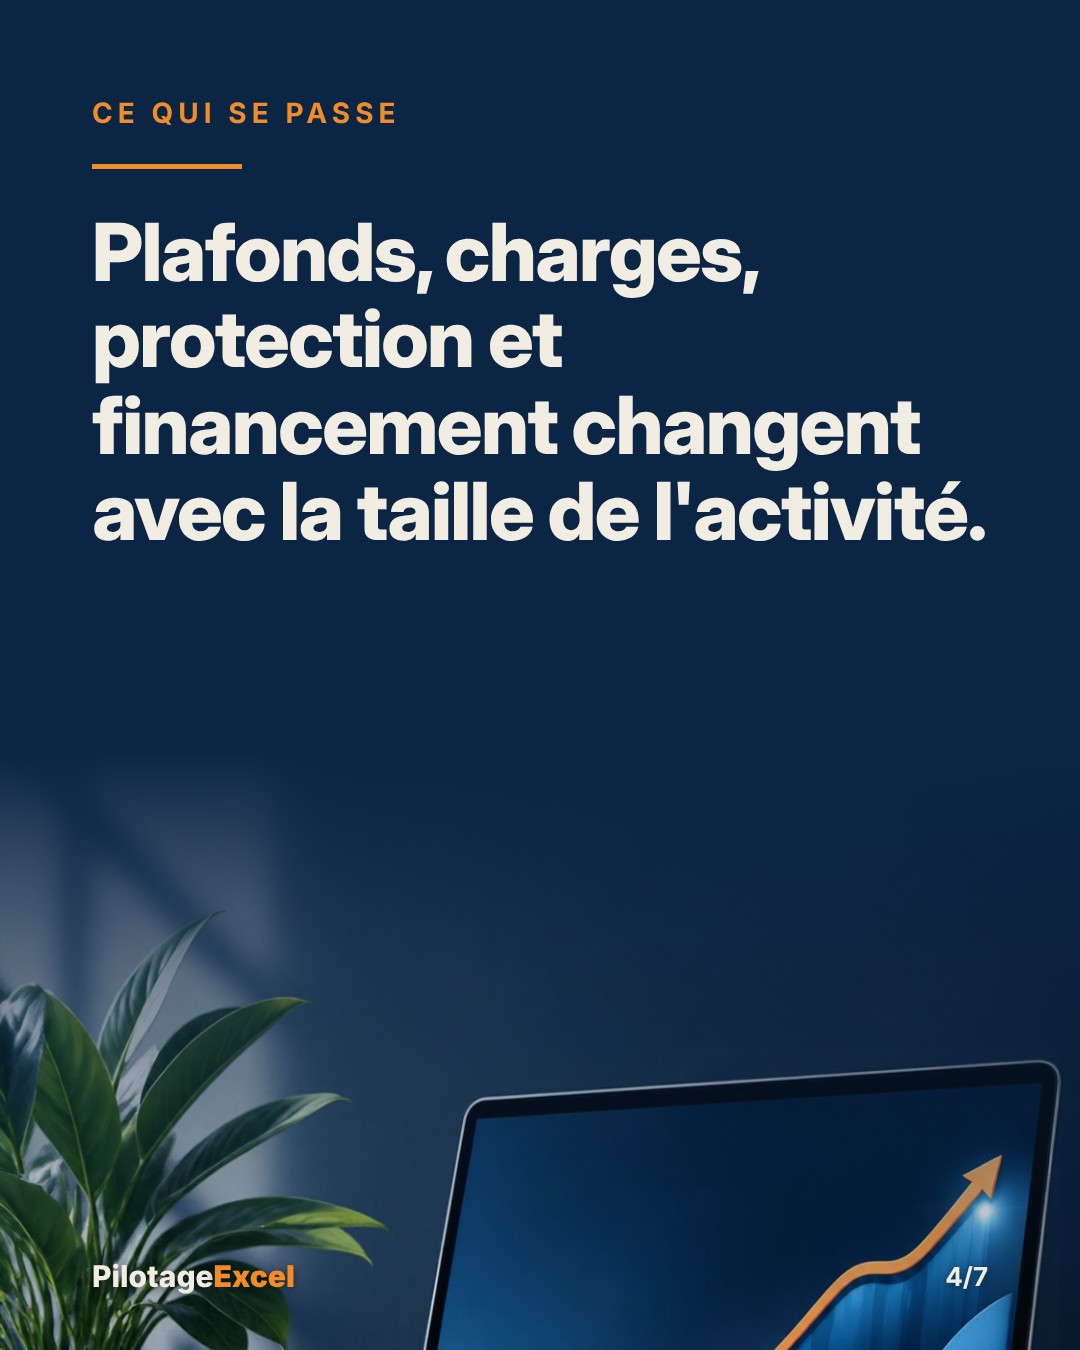 CE QUI SE PASSE
Plafonds, charges,
protection et
financement changent
avec la taille de l'activité.
PilotageExcel
4/7